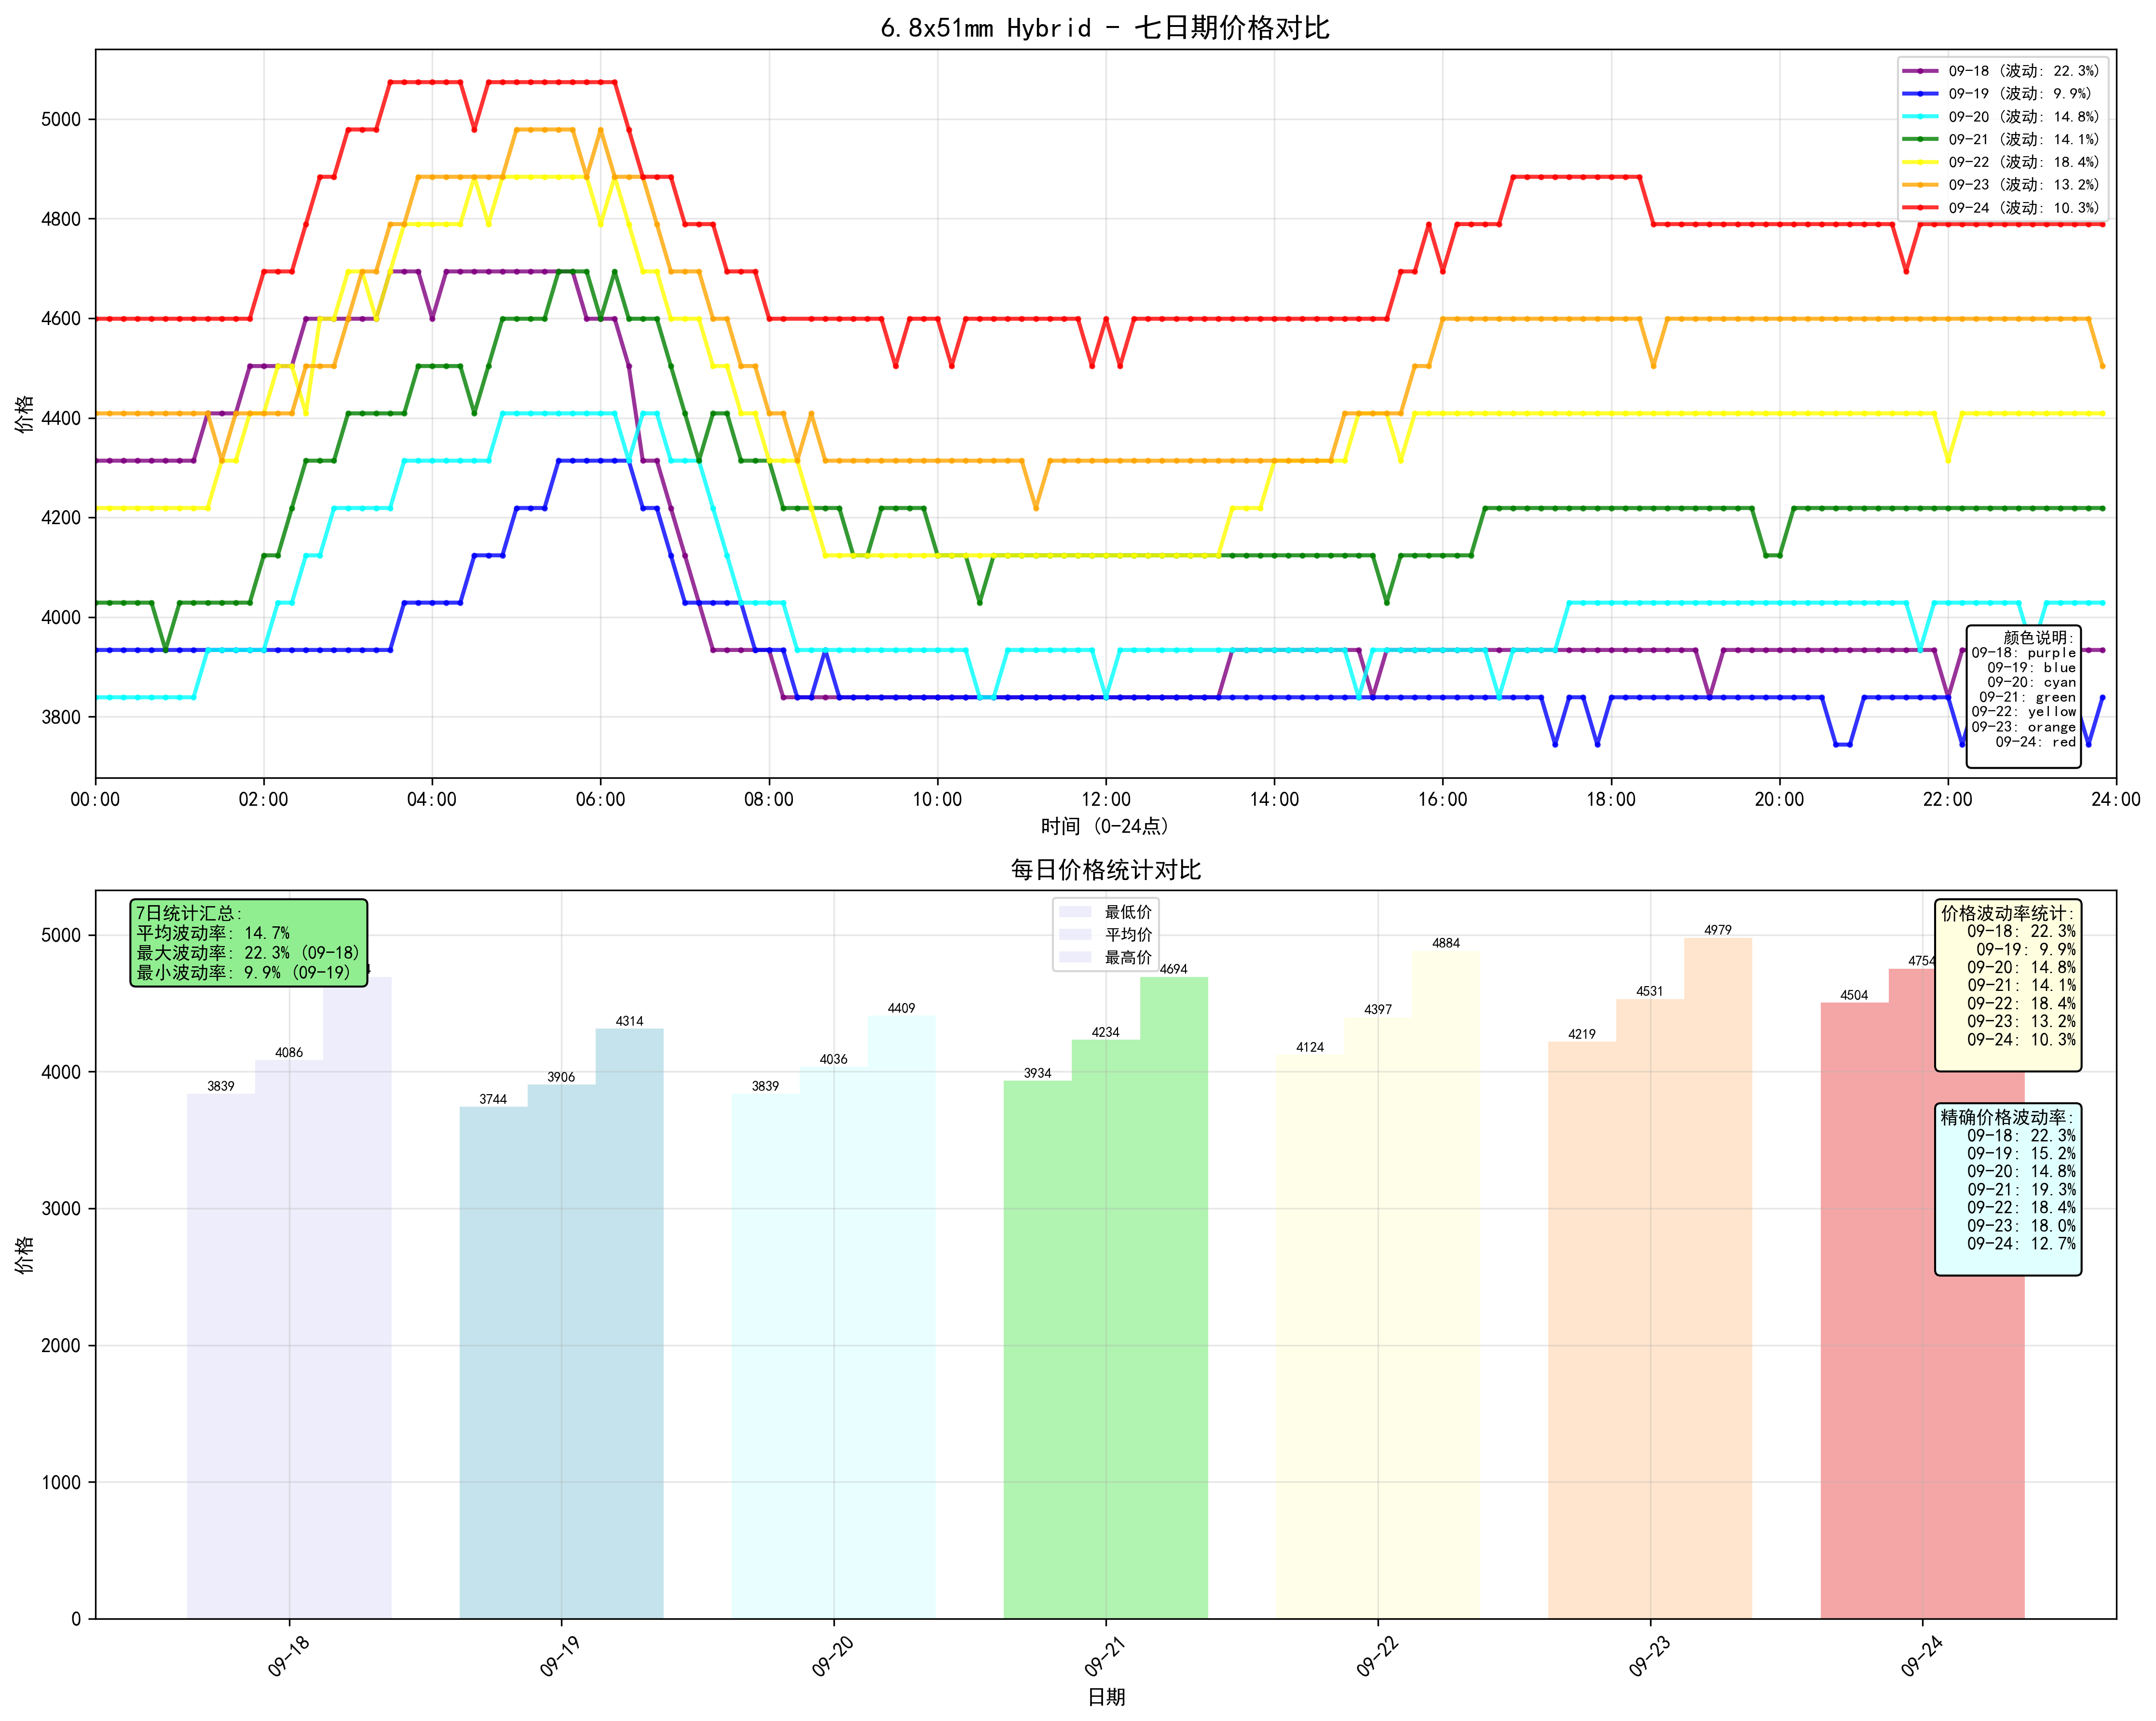 6.8x51mm Hybrid - 七日期价格对比
价格
5000
4800
4600
4400
4200
4000
3800
09-18 (波动: 22.3%)
09-19 (波动: 9.9%)
09-20 (波动: 14.8%)
09-21 (波动: 14.1%)
09-22 (波动: 18.4%)
09-23 (波动: 13.2%)
09-24 (波动: 10.3%)
颜色说明:
09-18: purple
09-19: blue
09-20: cyan
09-21: green
09-22: yellow
09-23: orange
09-24: red
00:00 02:00 04:00 06:00 08:00 10:00 12:00 14:00 16:00 18:00 20:00 22:00 24:00
时间 (0-24点)
每日价格统计对比
价格
5000
4000
3000
2000
1000
0
7日统计汇总:
平均波动率: 14.7%
最大波动率: 22.3% (09-18)
最小波动率: 9.9% (09-19)
最低价
平均价
最高价
3839
4086
3744
3906
4314
3839
4036
4409
3934
4234
4694
4124
4397
4884
4219
4531
4979
4504
4754
价格波动率统计:
09-18: 22.3%
09-19: 9.9%
09-20: 14.8%
09-21: 14.1%
09-22: 18.4%
09-23: 13.2%
09-24: 10.3%
精确价格波动率:
09-18: 22.3%
09-19: 15.2%
09-20: 14.8%
09-21: 19.3%
09-22: 18.4%
09-23: 18.0%
09-24: 12.7%
09-18 09-19 09-20 09-21 09-22 09-23 09-24
日期